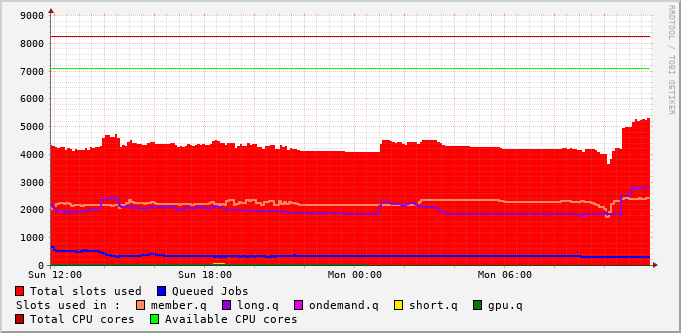 9000
8000
7000
6000
5000
4000
3000
2000
1000
0
Sun 12:00 Sun 18:00 Mon 00:00 Mon 06:00
Total slots used Queued Jobs
Slots used in : member.q long.q ondemand.q short.q gpu.q
Total CPU cores Available CPU cores
RRDTOOL / TOBI OETIKER